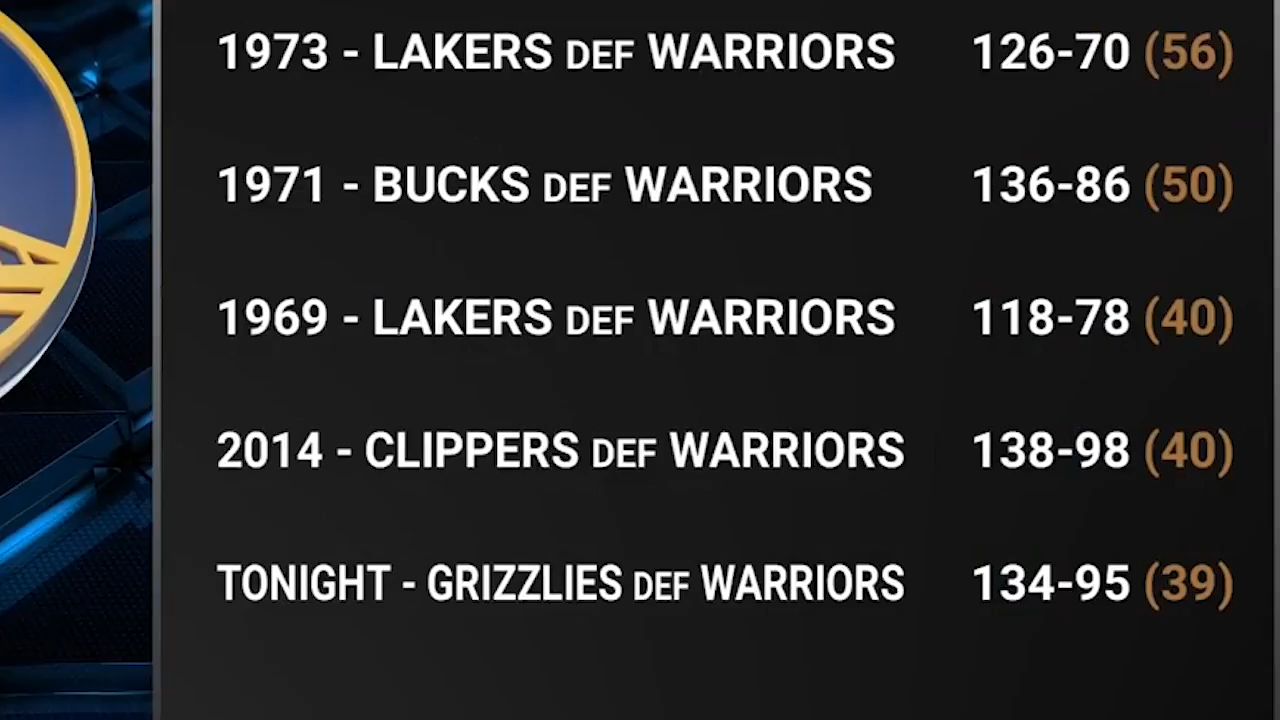 1973 - LAKERS DEF WARRIORS 126-70 (56)
1971 - BUCKS DEF WARRIORS 136-86 (50)
1969 - LAKERS DEF WARRIORS 118-78 (40)
2014 - CLIPPERS DEF WARRIORS 138-98 (40)
TONIGHT - GRIZZLIES DEF WARRIORS 134-95 (39)